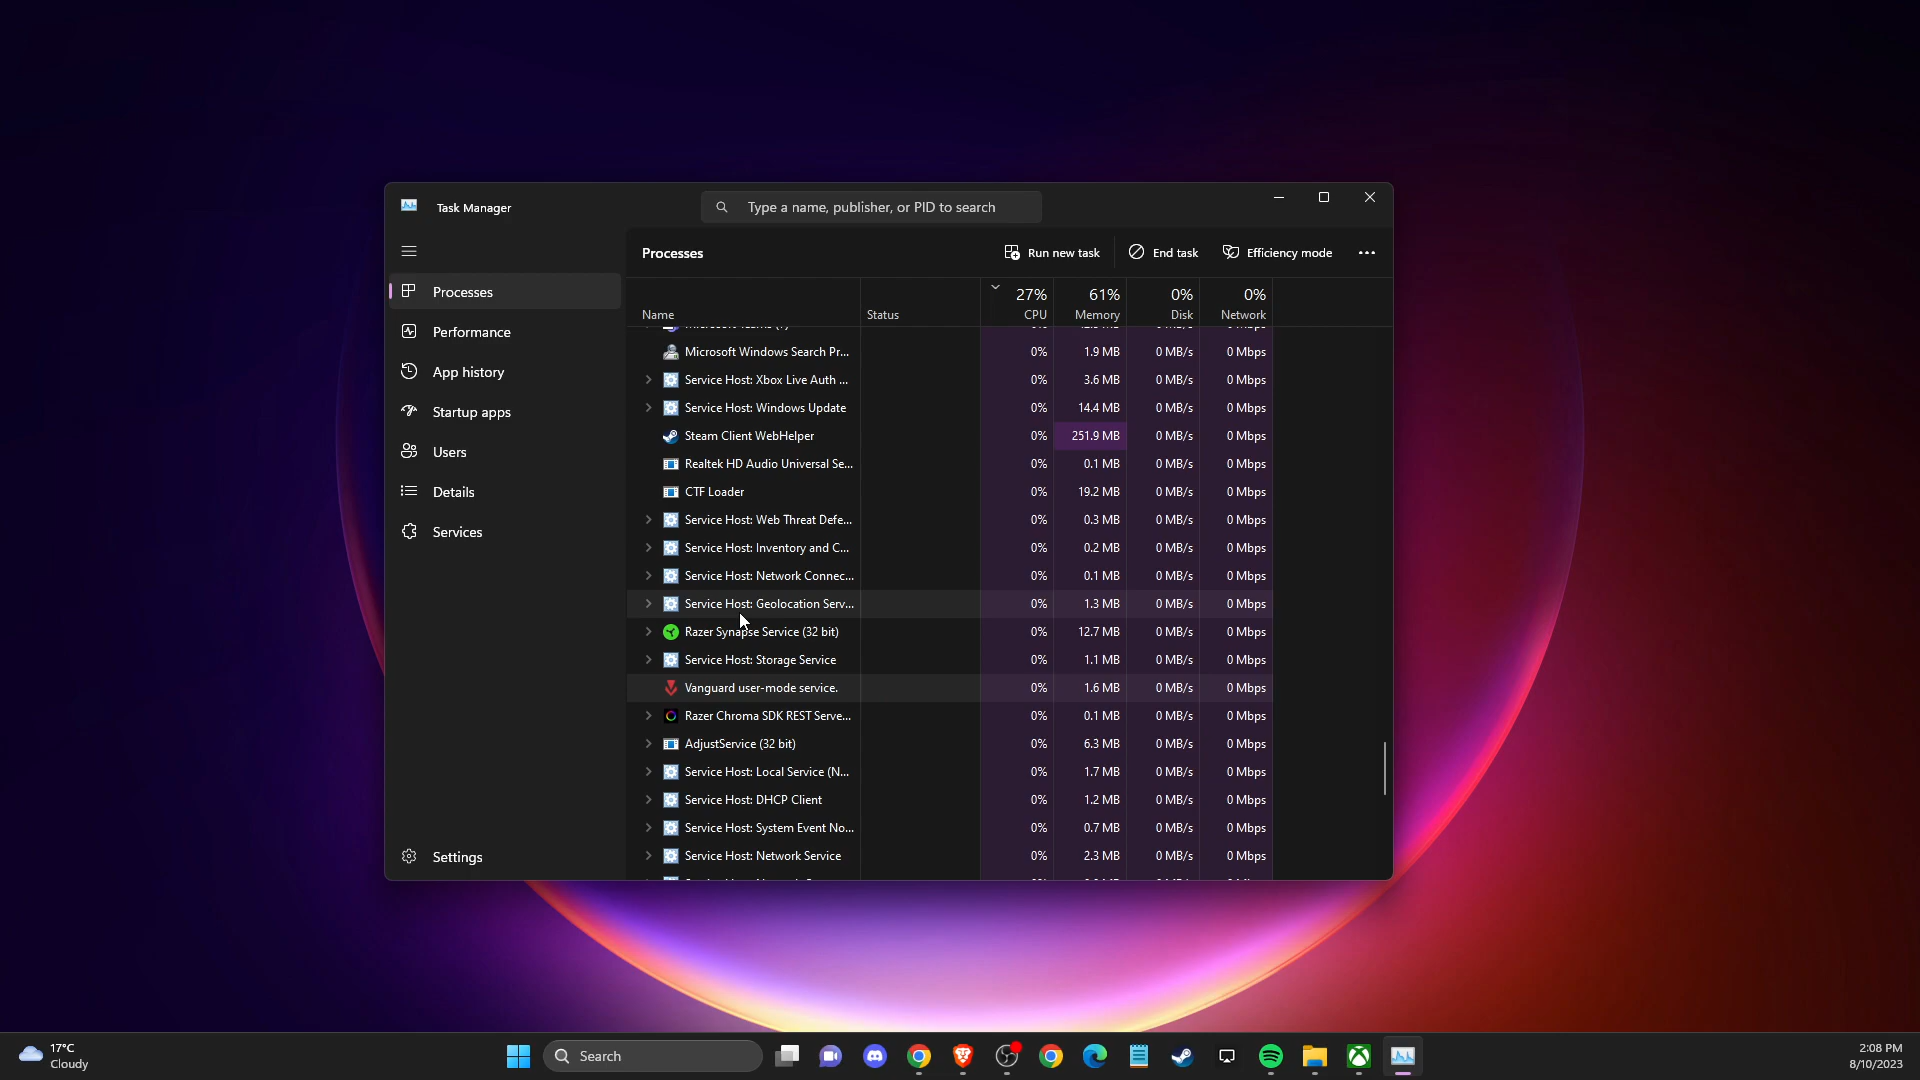 Task Manager
Type a name, publisher, or PID to search
Processes
Run new task
End task
Efficiency mode
Processes
Performance
App history
Startup apps
Users
Details
Services
Settings
27% 61% 0% 0%
Name Status CPU Memory Disk Network
Microsoft Windows Search Pr... 0% 1.9 MB 0 MB/s 0 Mbps
Service Host: Xbox Live Auth ... 0% 3.6 MB 0 MB/s 0 Mbps
Service Host: Windows Update 0% 14.4 MB 0 MB/s 0 Mbps
Steam Client WebHelper 0% 251.9 MB 0 MB/s 0 Mbps
Realtek HD Audio Universal Se... 0% 0.1 MB 0 MB/s 0 Mbps
CTF Loader 0% 19.2 MB 0 MB/s 0 Mbps
Service Host: Web Threat Defe... 0% 0.3 MB 0 MB/s 0 Mbps
Service Host: Inventory and C... 0% 0.2 MB 0 MB/s 0 Mbps
Service Host: Network Connec... 0% 0.1 MB 0 MB/s 0 Mbps
Service Host: Geolocation Serv... 0% 1.3 MB 0 MB/s 0 Mbps
Razer Synapse Service (32 bit) 0% 12.7 MB 0 MB/s 0 Mbps
Service Host: Storage Service 0% 1.1 MB 0 MB/s 0 Mbps
Vanguard user-mode service. 0% 1.6 MB 0 MB/s 0 Mbps
Razer Chroma SDK REST Serve... 0% 0.1 MB 0 MB/s 0 Mbps
AdjustService (32 bit) 0% 6.3 MB 0 MB/s 0 Mbps
Service Host: Local Service (N... 0% 1.7 MB 0 MB/s 0 Mbps
Service Host: DHCP Client 0% 1.2 MB 0 MB/s 0 Mbps
Service Host: System Event No... 0% 0.7 MB 0 MB/s 0 Mbps
Service Host: Network Service 0% 2.3 MB 0 MB/s 0 Mbps
17°C
Cloudy
Search
2:08 PM
8/10/2023